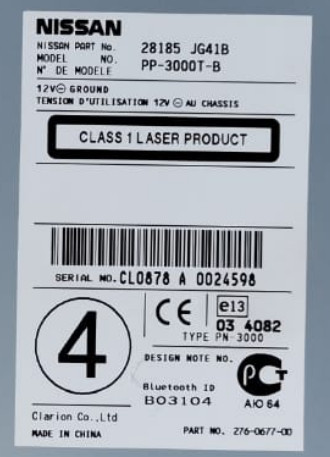 NISSAN
NISSAN PART No. 28185 JG41B
MODEL NO. PP-3000T-B
N° DE MODELE
12V⊖ GROUND
TENSION D'UTILISATION 12V ⊖ AU CHASSIS
CLASS 1 LASER PRODUCT
SERIAL NO. CL0878 A 0024598
4
CE
e13
03 4082
TYPE PN-3000
DESIGN NOTE NO.
Bluetooth ID
B03104
РСТ
АЮ 64
Clarion Co.,Ltd
MADE IN CHINA
PART NO. 276-0677-00